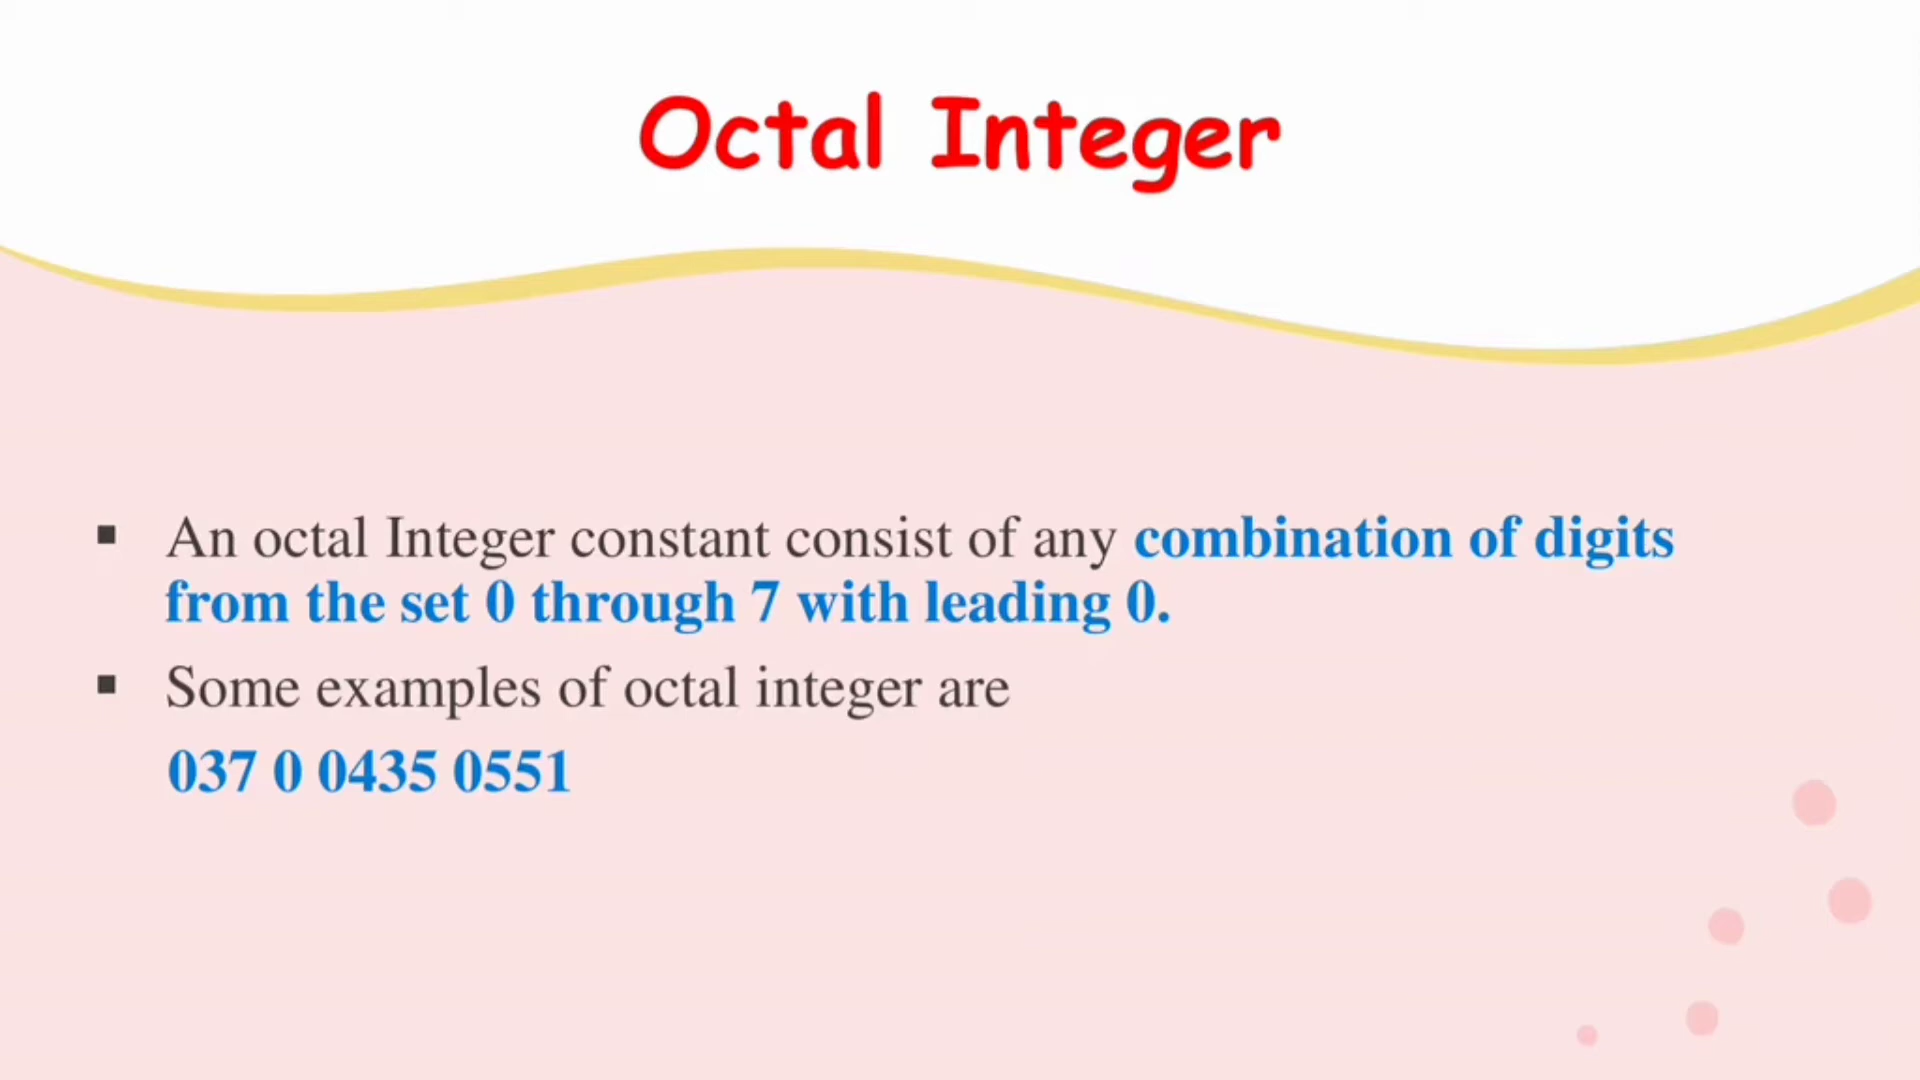 Octal Integer
▪ An octal Integer constant consist of any combination of digits
from the set 0 through 7 with leading 0.
▪ Some examples of octal integer are
037 0 0435 0551